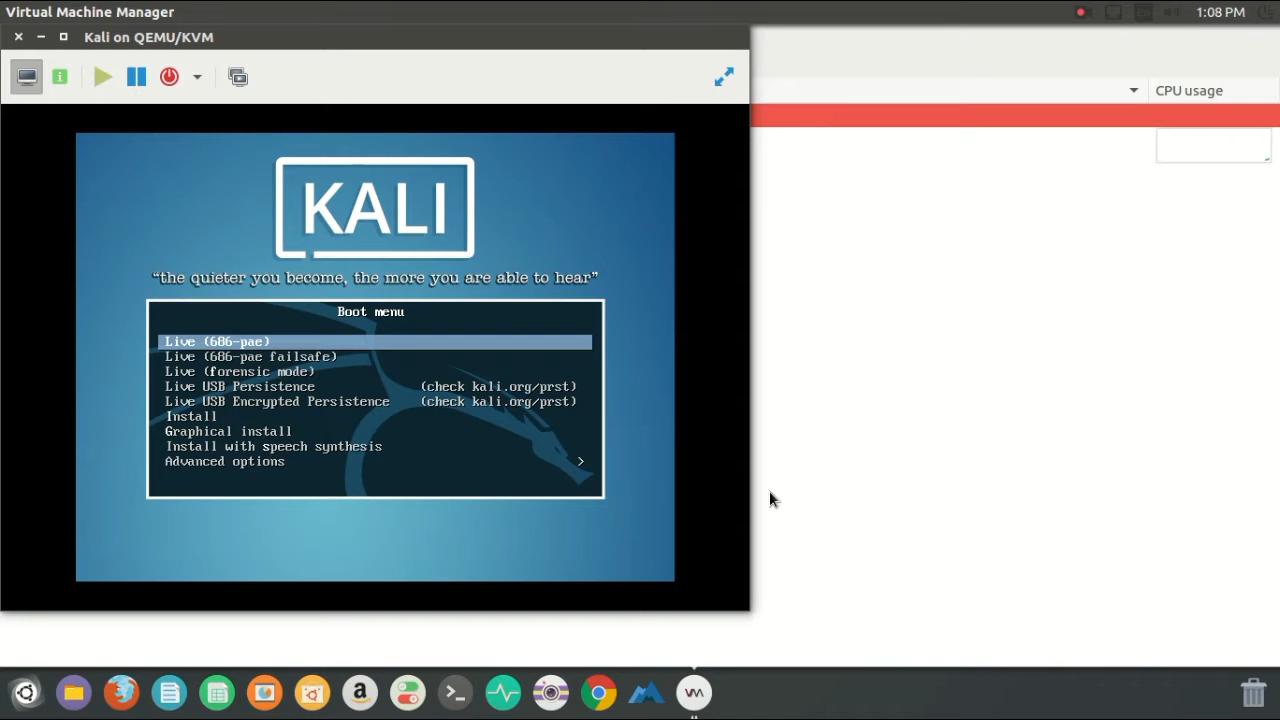 Virtual Machine Manager
1:08 PM
Kali on QEMU/KVM
CPU usage
KALI
“the quieter you become, the more you are able to hear”
Boot menu
Live (686-pae)
Live (686-pae failsafe)
Live (forensic mode)
Live USB Persistence (check kali.org/prst)
Live USB Encrypted Persistence (check kali.org/prst)
Install
Graphical install
Install with speech synthesis
Advanced options >